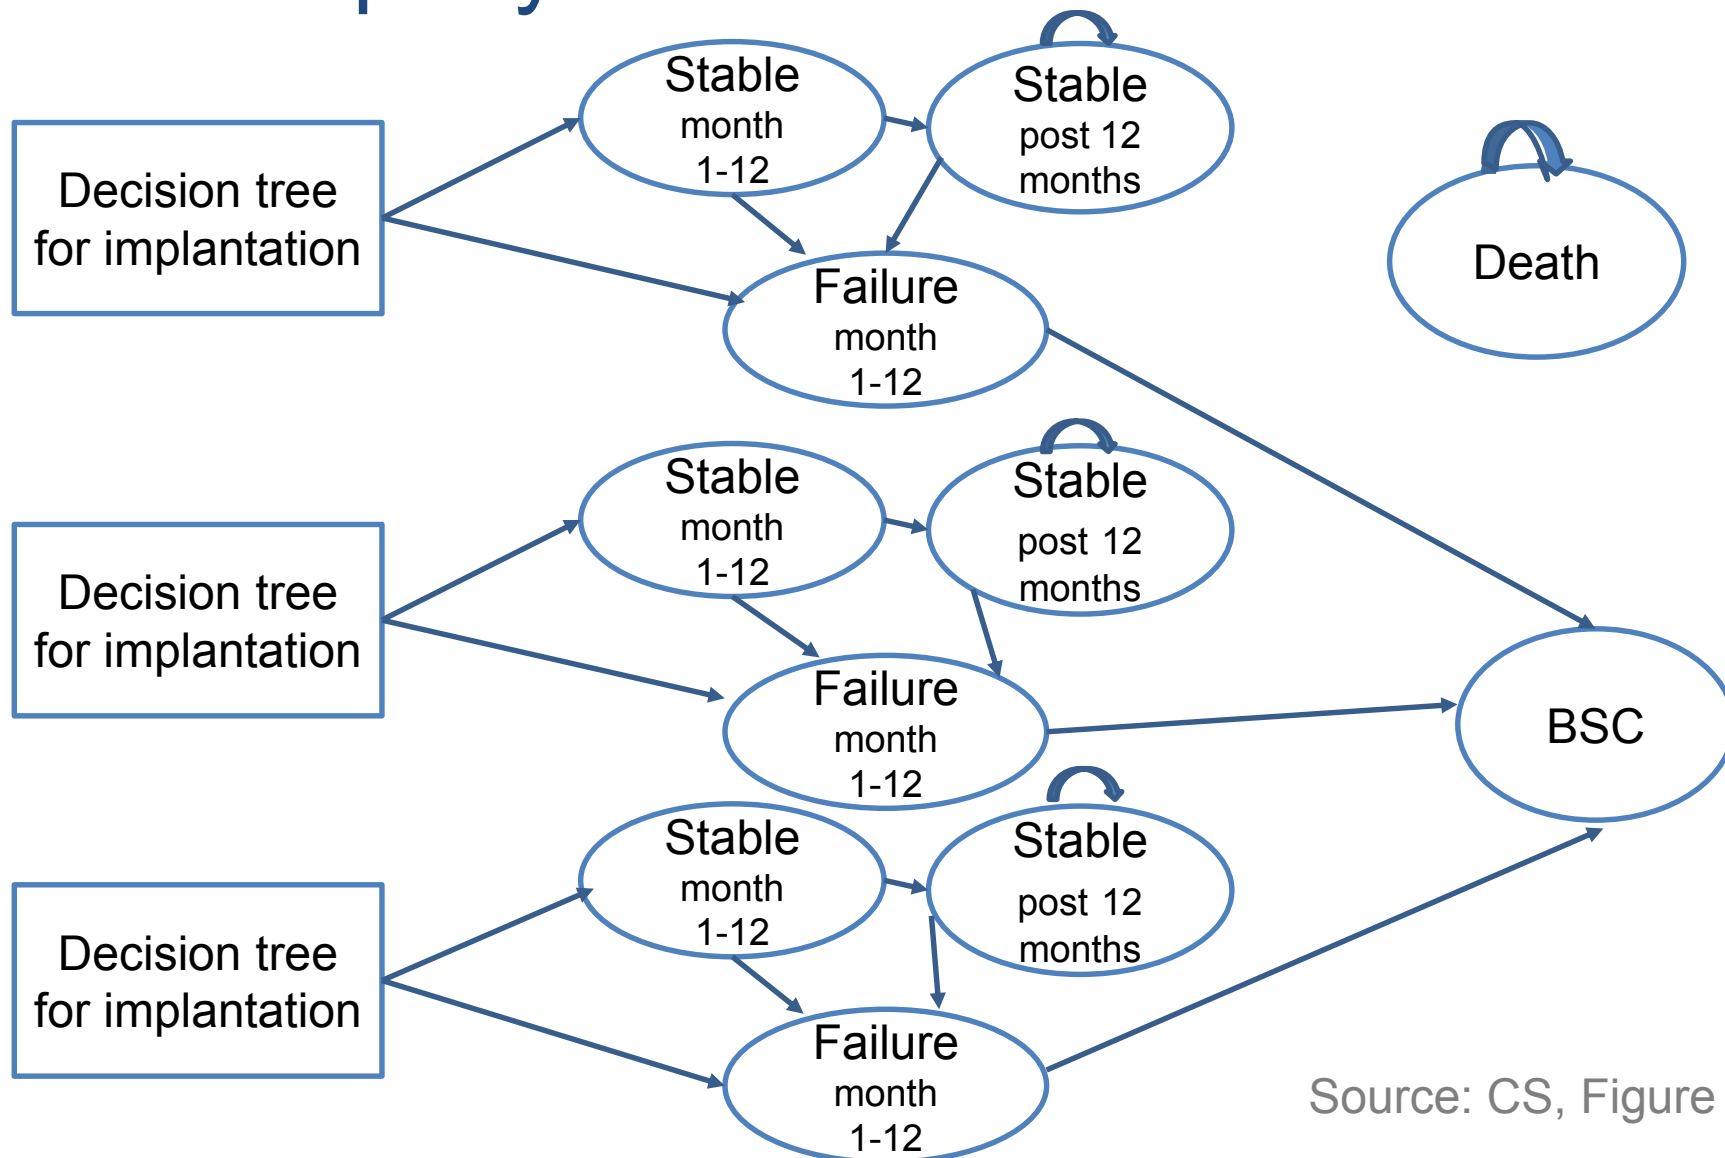 Stable
month
1-12
Stable
post 12
months
Decision tree
for implantation
Death
Failure
month
1-12
Stable
month
1-12
Stable
post 12
months
Decision tree
for implantation
Failure
month
1-12
BSC
Stable
month
1-12
Stable
post 12
months
Decision tree
for implantation
Failure
month
1-12
Source: CS, Figure